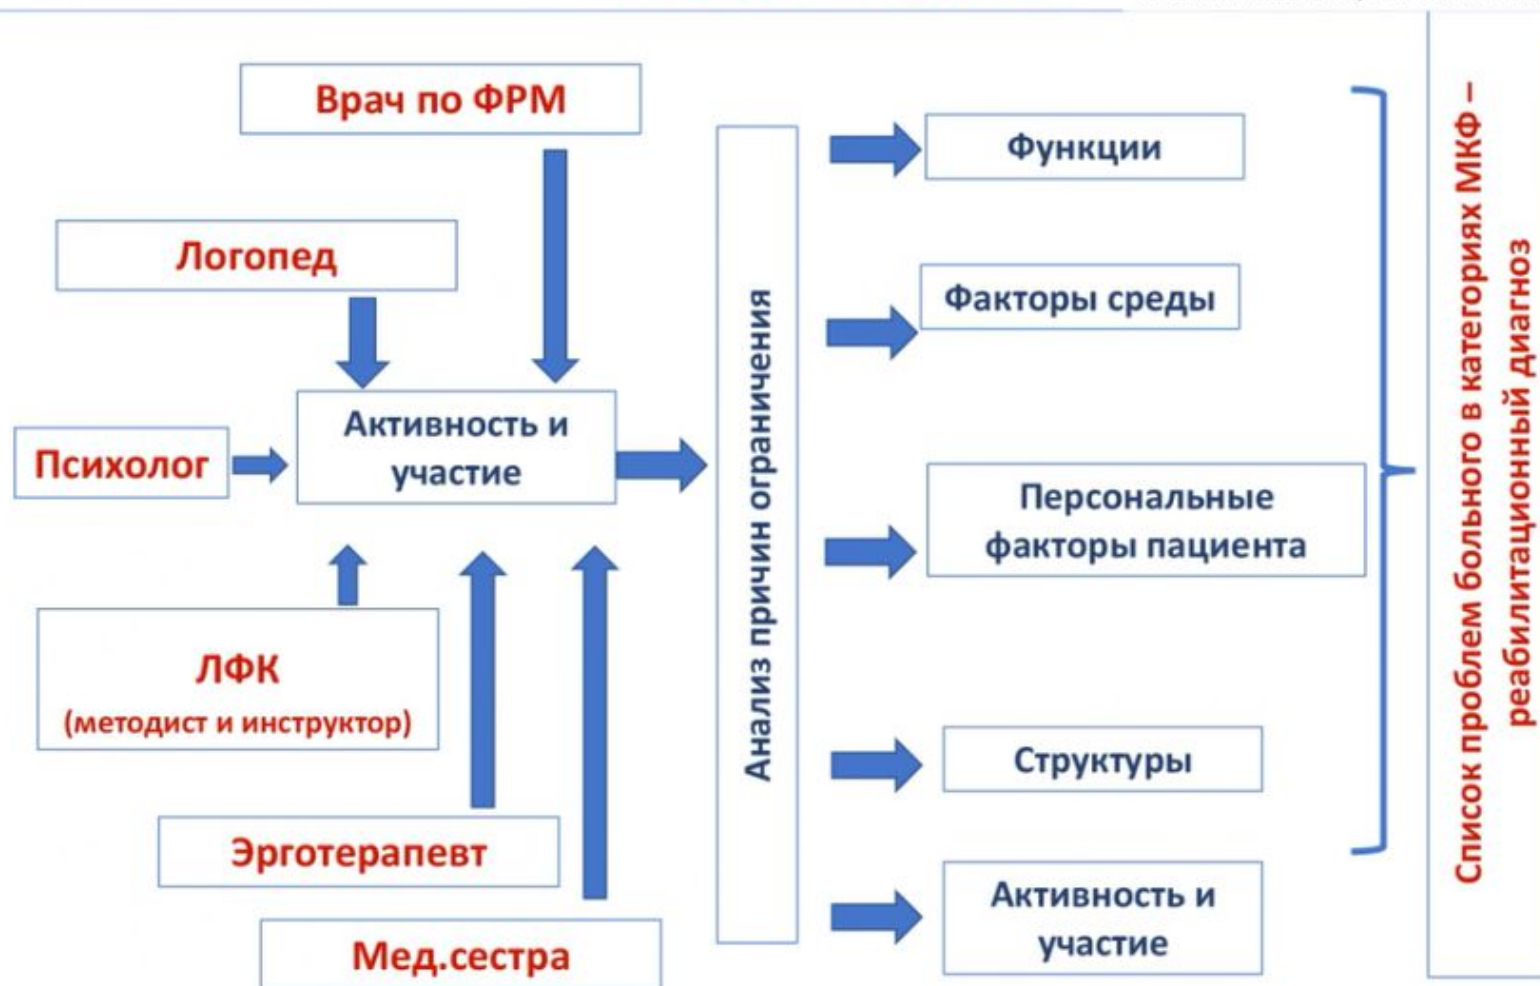 Врач по ФРМ
Логопед
Психолог
Активность и
участие
ЛФК
(методист и инструктор)
Эрготерапевт
Мед.сестра
Анализ причин ограничения
Функции
Факторы среды
Персональные
факторы пациента
Структуры
Активность и
участие
Список проблем больного в категориях МКФ –
реабилитационный диагноз